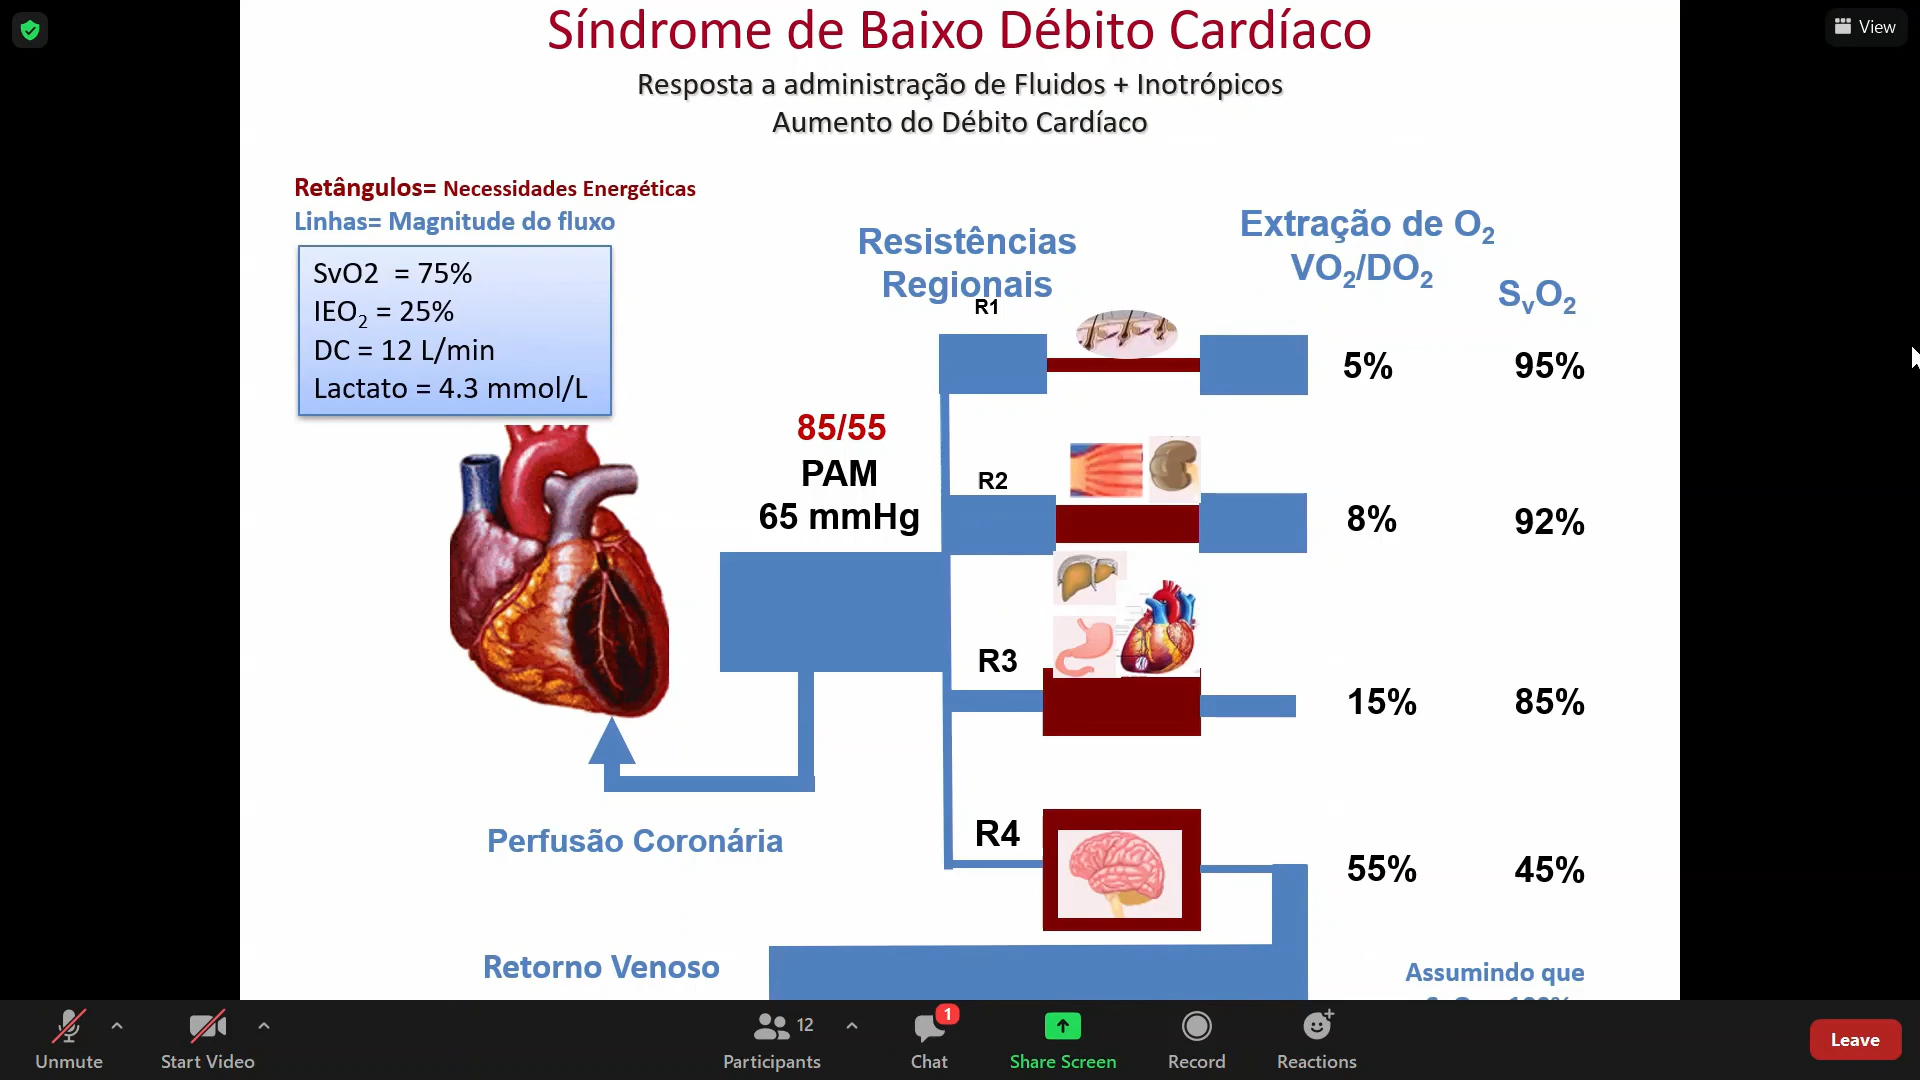 Síndrome de Baixo Débito Cardíaco
View
Resposta a administração de Fluidos + Inotrópicos
Aumento do Débito Cardíaco
Retângulos= Necessidades Energéticas
Linhas= Magnitude do fluxo
SvO2 = 75%
IEO2 = 25%
DC = 12 L/min
Lactato = 4.3 mmol/L
Resistências
Regionais
Extração de O2
VO2/DO2
SvO2
R1
5% 95%
85/55
PAM
65 mmHg
R2
8% 92%
R3
15% 85%
R4
55% 45%
Perfusão Coronária
Retorno Venoso
Assumindo que
Unmute
Start Video
12
Participants
1
Chat
Share Screen
Record
Reactions
Leave